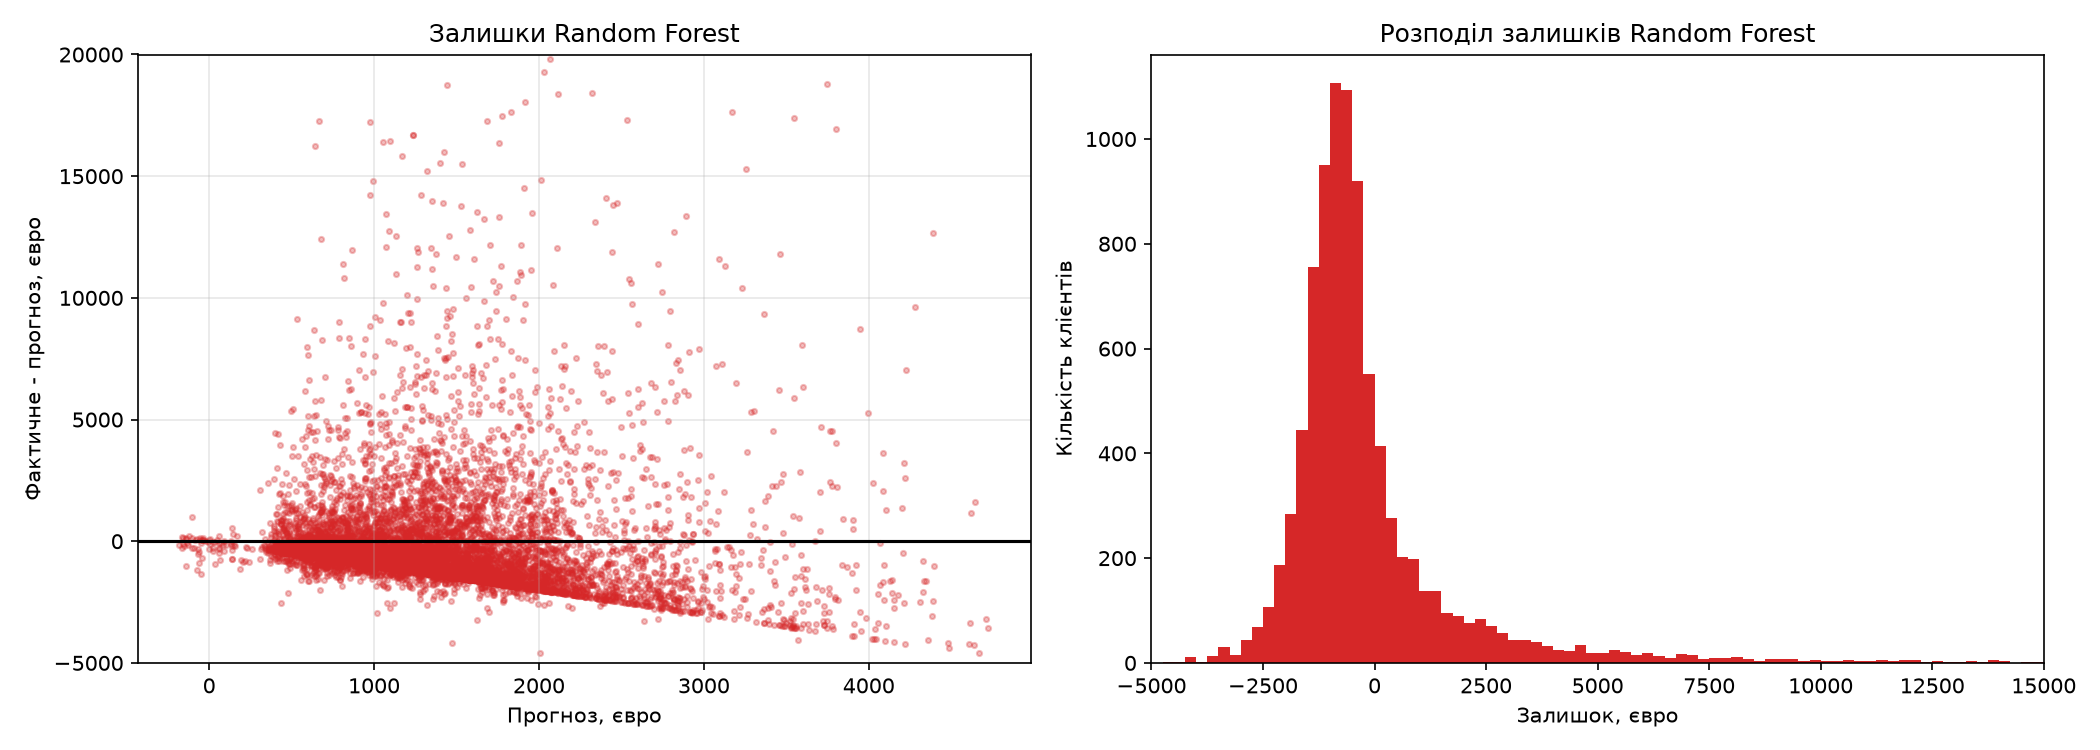 Залишки Random Forest
20000
15000
10000
5000
0
−5000
0 1000 2000 3000 4000
Фактичне - прогноз, євро
Прогноз, євро
Розподіл залишків Random Forest
1000
800
600
400
200
0
−5000 −2500 0 2500 5000 7500 10000 12500 15000
Кількість клієнтів
Залишок, євро